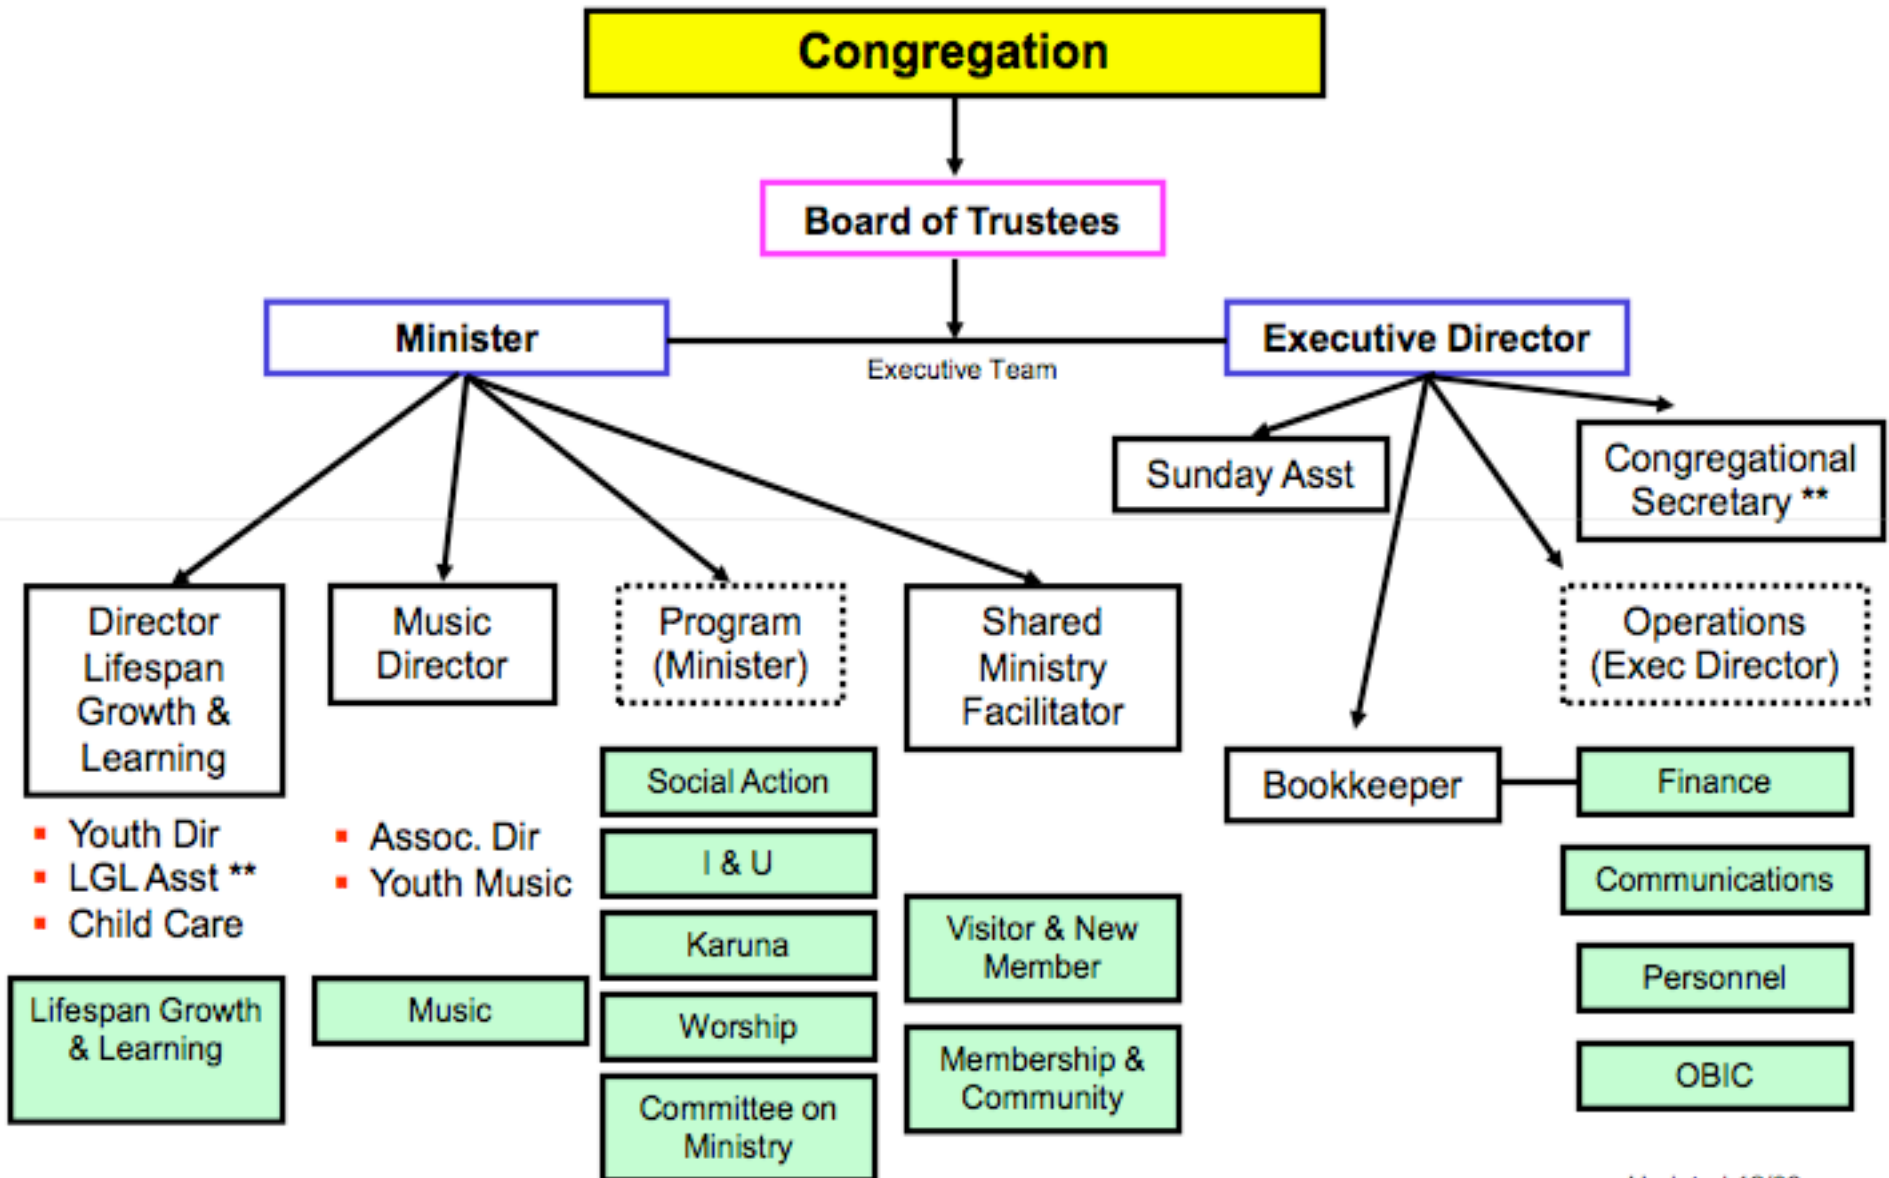 Congregation
Board of Trustees
Minister
Executive Director
Executive Team
Sunday Asst
Congregational
Secretary **
Director
Lifespan
Growth &
Learning
Music
Director
Program
(Minister)
Shared
Ministry
Facilitator
Operations
(Exec Director)
Bookkeeper
Finance
Communications
Personnel
OBIC
Youth Dir
LGL Asst **
Child Care
Lifespan Growth
& Learning
Assoc. Dir
Youth Music
Music
Social Action
I & U
Karuna
Worship
Committee on
Ministry
Visitor & New
Member
Membership &
Community